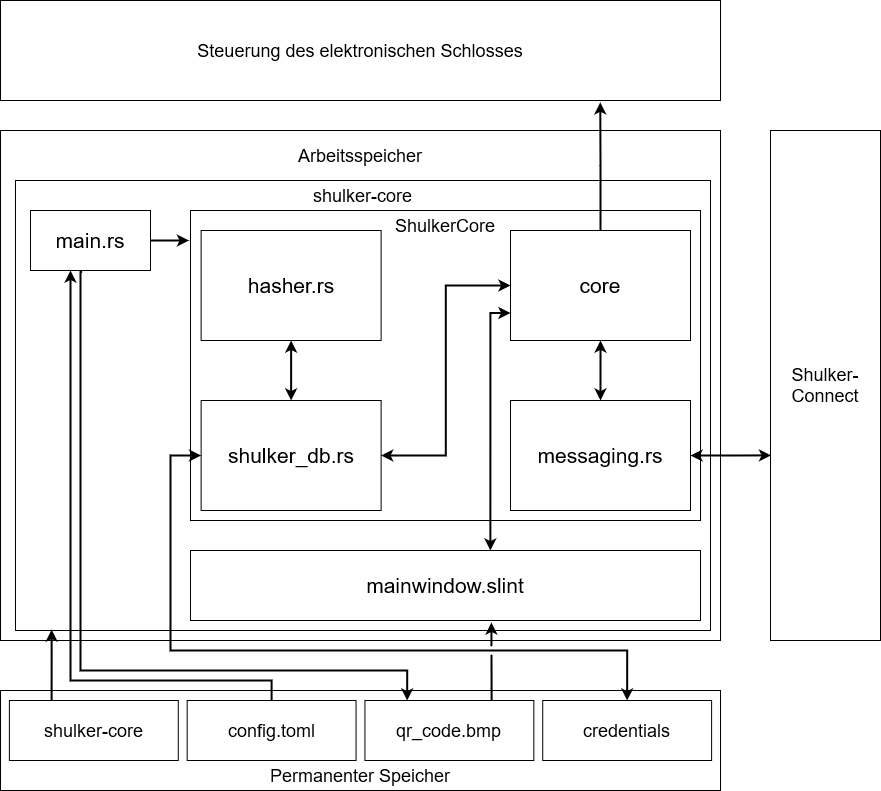 Steuerung des elektronischen Schlosses
Arbeitsspeicher
shulker-core
main.rs
ShulkerCore
hasher.rs
core
shulker_db.rs
messaging.rs
Shulker-
Connect
mainwindow.slint
shulker-core
config.toml
qr_code.bmp
credentials
Permanenter Speicher